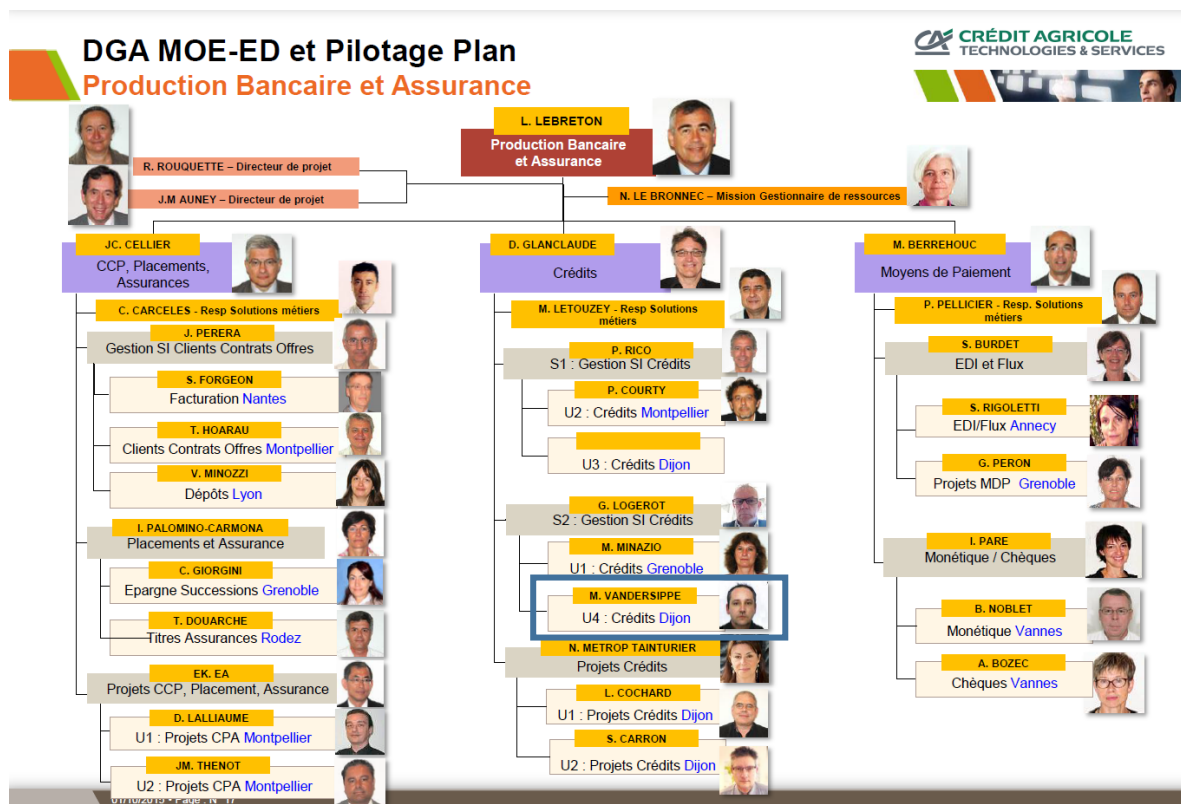 DGA MOE-ED et Pilotage Plan
Production Bancaire et Assurance
CRÉDIT AGRICOLE
TECHNOLOGIES & SERVICES
L. LEBRETON
Production Bancaire
et Assurance
R. ROUQUETTE – Directeur de projet
J.M AUNEY – Directeur de projet
N. LE BRONNEC – Mission Gestionnaire de ressources
JC. CELLIER
CCP, Placements,
Assurances
C. CARCELES - Resp Solutions métiers
J. PERERA
Gestion SI Clients Contrats Offres
S. FORGEON
Facturation Nantes
T. HOARAU
Clients Contrats Offres Montpellier
V. MINOZZI
Dépôts Lyon
I. PALOMINO-CARMONA
Placements et Assurance
C. GIORGINI
Epargne Successions Grenoble
T. DOUARCHE
Titres Assurances Rodez
EK. EA
Projets CCP, Placement, Assurance
D. LALLIAUME
U1 : Projets CPA Montpellier
JM. THENOT
U2 : Projets CPA Montpellier
D. GLANCLAUDE
Crédits
M. LETOUZEY - Resp Solutions
métiers
P. RICO
S1 : Gestion SI Crédits
P. COURTY
U2 : Crédits Montpellier
U3 : Crédits Dijon
G. LOGEROT
S2 : Gestion SI Crédits
M. MINAZIO
U1 : Crédits Grenoble
M. VANDERSIPPE
U4 : Crédits Dijon
N. METROP TAINTURIER
Projets Crédits
L. COCHARD
U1 : Projets Crédits Dijon
S. CARRON
U2 : Projets Crédits Dijon
M. BERREHOUC
Moyens de Paiement
P. PELLICIER - Resp. Solutions
métiers
S. BURDET
EDI et Flux
S. RIGOLETTI
EDI/Flux Annecy
G. PERON
Projets MDP Grenoble
I. PARE
Monétique / Chèques
B. NOBLET
Monétique Vannes
A. BOZEC
Chèques Vannes
01/10/2015 - Page : N° 17